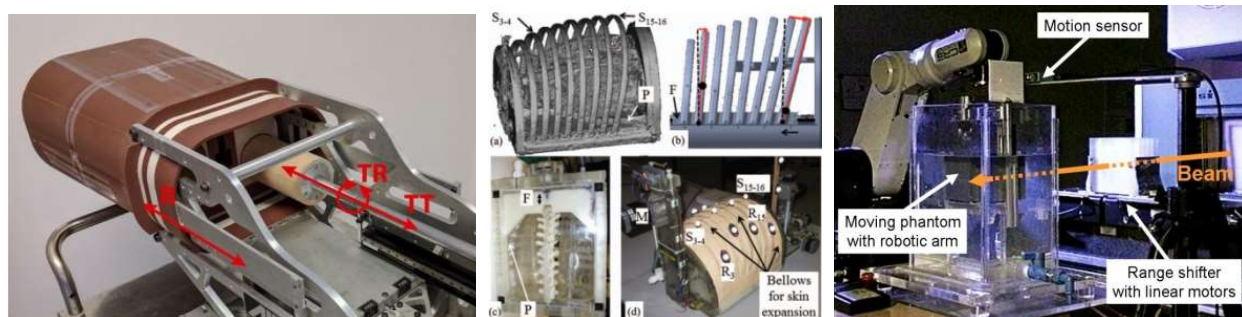 R
TR
TT
S3-4
S15-16
P
(a)
F
(b)
F
P
(c)
M
S3-4
S15-16
R15
R3
Bellows
for skin
expansion
(d)
Motion sensor
Beam
Moving phantom
with robotic arm
Range shifter
with linear motors